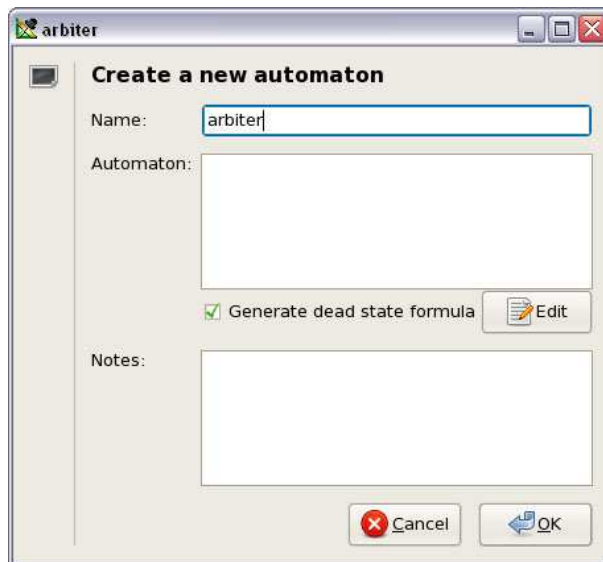 arbiter
Create a new automaton
Name:
arbiter
Automaton:
Generate dead state formula
Edit
Notes:
Cancel
OK